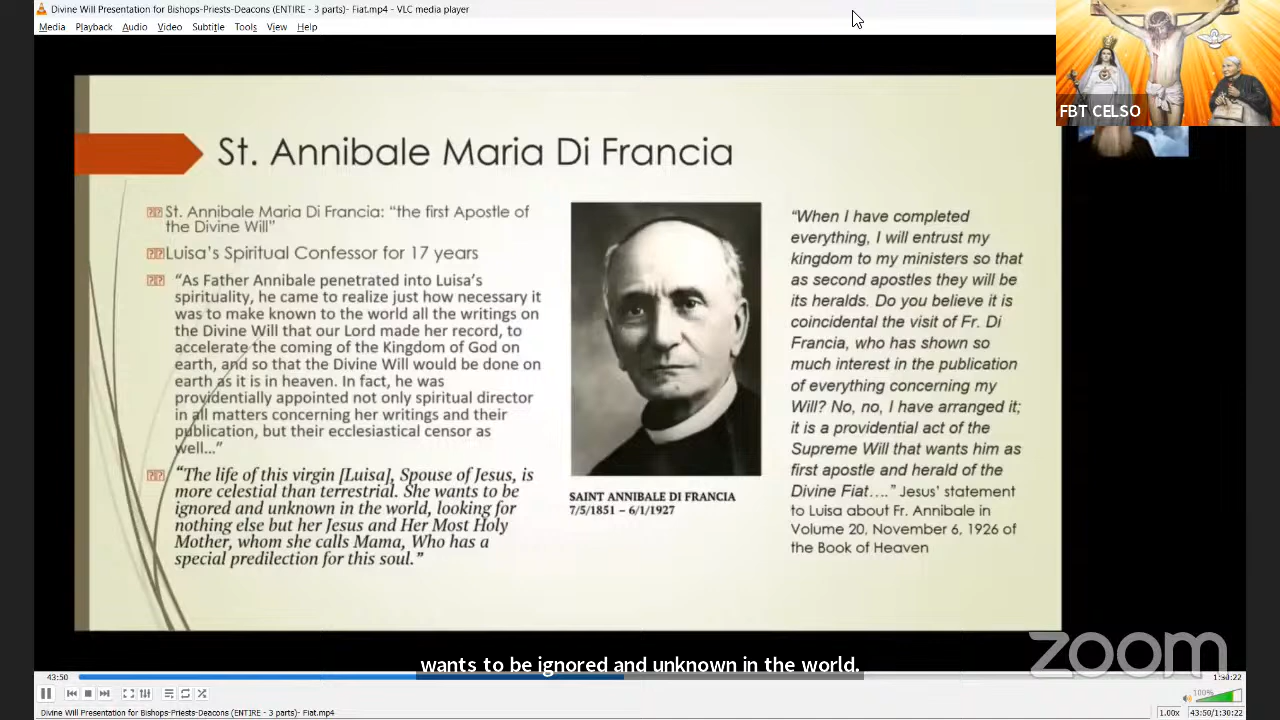 Divine Will Presentation for Bishops-Priests-Deacons (ENTIRE - 3 parts)- Fiat.mp4 - VLC media player
Media Playback Audio Video Subtitle Tools View Help
FBT CELSO
St. Annibale Maria Di Francia
St. Annibale Maria Di Francia: “the first Apostle of
the Divine Will”
Luisa’s Spiritual Confessor for 17 years
“As Father Annibale penetrated into Luisa’s
spirituality, he came to realize just how necessary it
was to make known to the world all the writings on
the Divine Will that our Lord made her record, to
accelerate the coming of the Kingdom of God on
earth, and so that the Divine Will would be done on
earth as it is in heaven. In fact, he was
providentially appointed not only spiritual director
in all matters concerning her writings and their
publication, but their ecclesiastical censor as
well...”
“The life of this virgin [Luisa], Spouse of Jesus, is
more celestial than terrestrial. She wants to be
ignored and unknown in the world, looking for
nothing else but her Jesus and Her Most Holy
Mother, whom she calls Mama, Who has a
special predilection for this soul.”
SAINT ANNIBALE DI FRANCIA
7/5/1851 – 6/1/1927
“When I have completed
everything, I will entrust my
kingdom to my ministers so that
as second apostles they will be
its heralds. Do you believe it is
coincidental the visit of Fr. Di
Francia, who has shown so
much interest in the publication
of everything concerning my
Will? No, no, I have arranged it;
it is a providential act of the
Supreme Will that wants him as
first apostle and herald of the
Divine Fiat....” Jesus’ statement
to Luisa about Fr. Annibale in
Volume 20, November 6, 1926 of
the Book of Heaven
zoom
wants to be ignored and unknown in the world.
43:50
1:30:22
100%
Divine Will Presentation for Bishops-Priests-Deacons (ENTIRE - 3 parts)- Fiat.mp4
1.00x
43:50/1:30:22